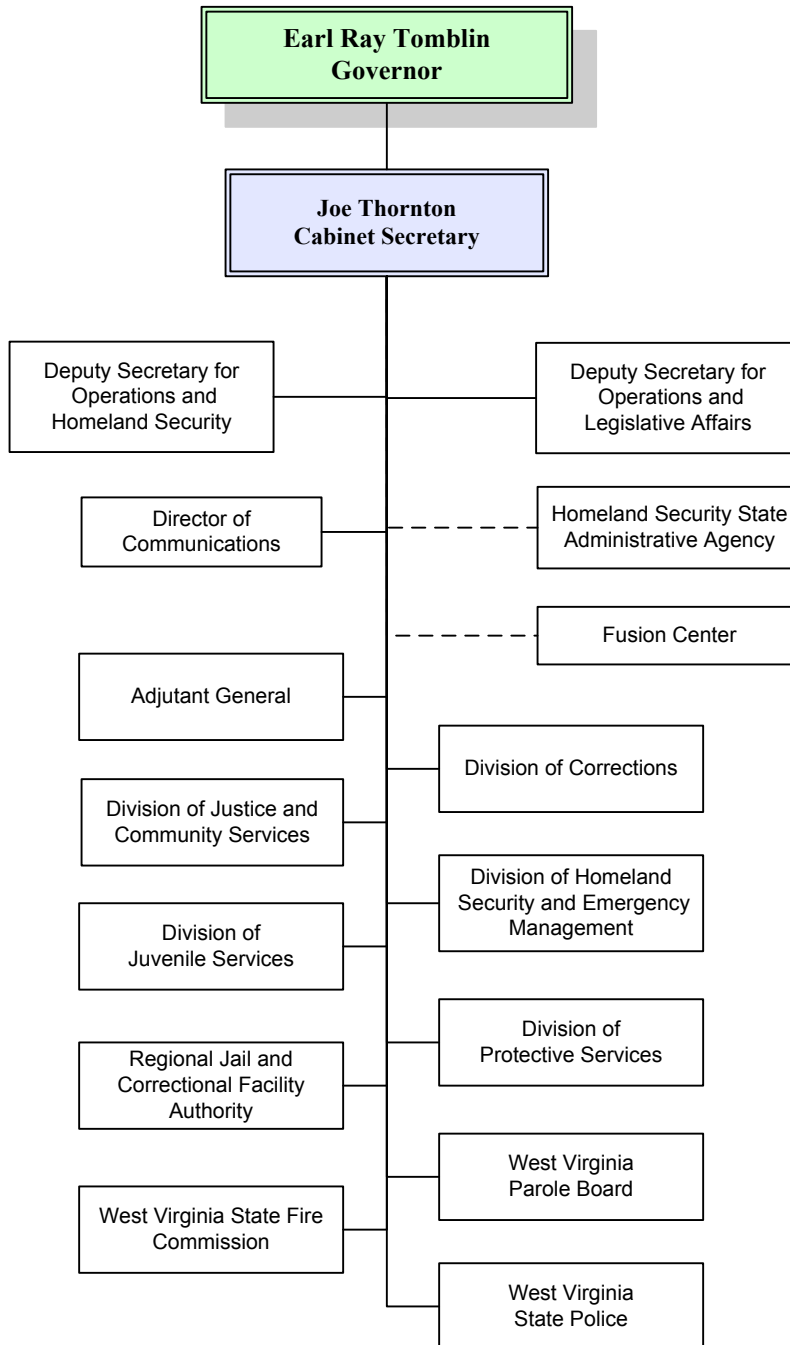 Earl Ray Tomblin
Governor
Joe Thornton
Cabinet Secretary
Deputy Secretary for
Operations and
Homeland Security
Deputy Secretary for
Operations and
Legislative Affairs
Director of
Communications
Homeland Security State
Administrative Agency
Fusion Center
Adjutant General
Division of Corrections
Division of Justice and
Community Services
Division of Homeland
Security and Emergency
Management
Division of
Juvenile Services
Division of
Protective Services
Regional Jail and
Correctional Facility
Authority
West Virginia
Parole Board
West Virginia State Fire
Commission
West Virginia
State Police